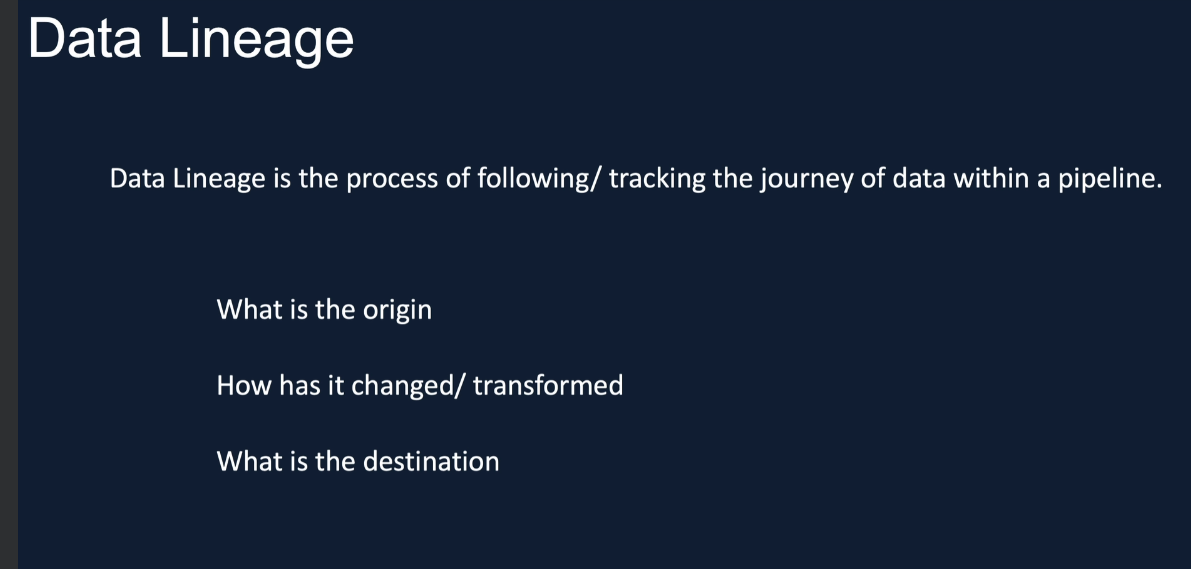 Data Lineage
Data Lineage is the process of following/ tracking the journey of data within a pipeline.
What is the origin
How has it changed/ transformed
What is the destination